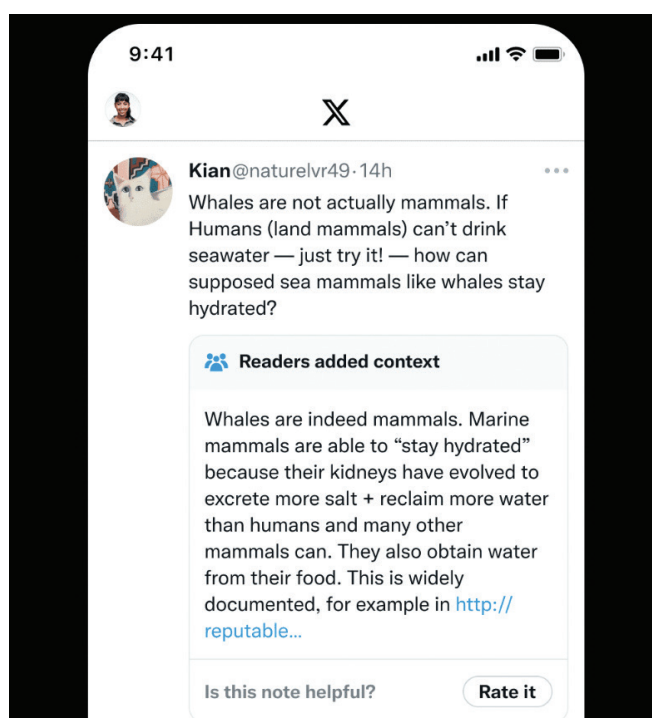 9:41
X
Kian@naturelvr49·14h
Whales are not actually mammals. If
Humans (land mammals) can’t drink
seawater — just try it! — how can
supposed sea mammals like whales stay
hydrated?
Readers added context
Whales are indeed mammals. Marine
mammals are able to “stay hydrated”
because their kidneys have evolved to
excrete more salt + reclaim more water
than humans and many other
mammals can. They also obtain water
from their food. This is widely
documented, for example in http://
reputable...
Is this note helpful? Rate it